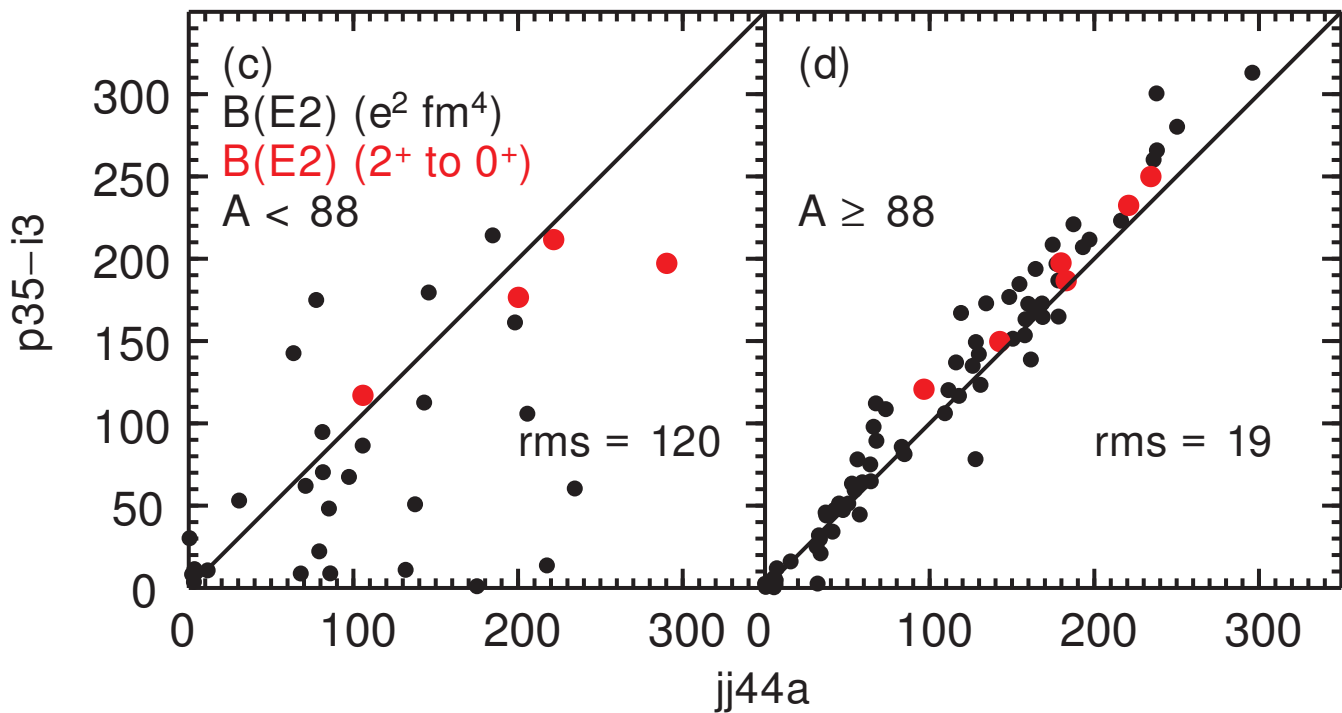 (c)
B(E2) (e² fm⁴)
B(E2) (2⁺ to 0⁺)
A < 88
rms = 120
(d)
A ≥ 88
rms = 19
p35−i3
300
250
200
150
100
50
0
0 100 200 300 0 100 200 300
jj44a